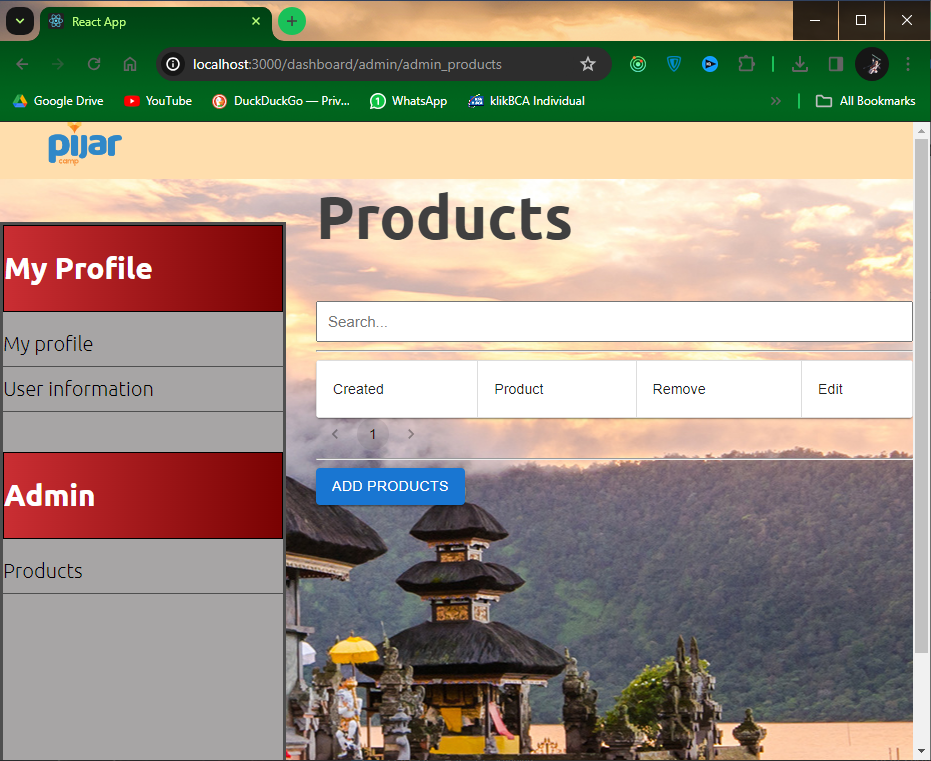 React App
localhost:3000/dashboard/admin/admin_products
Google Drive YouTube DuckDuckGo — Priv... 1 WhatsApp klikBCA Individual All Bookmarks
pijar
camp
Products
My Profile
My profile
User information
Admin
Products
Search...
Created Product Remove Edit
1
ADD PRODUCTS